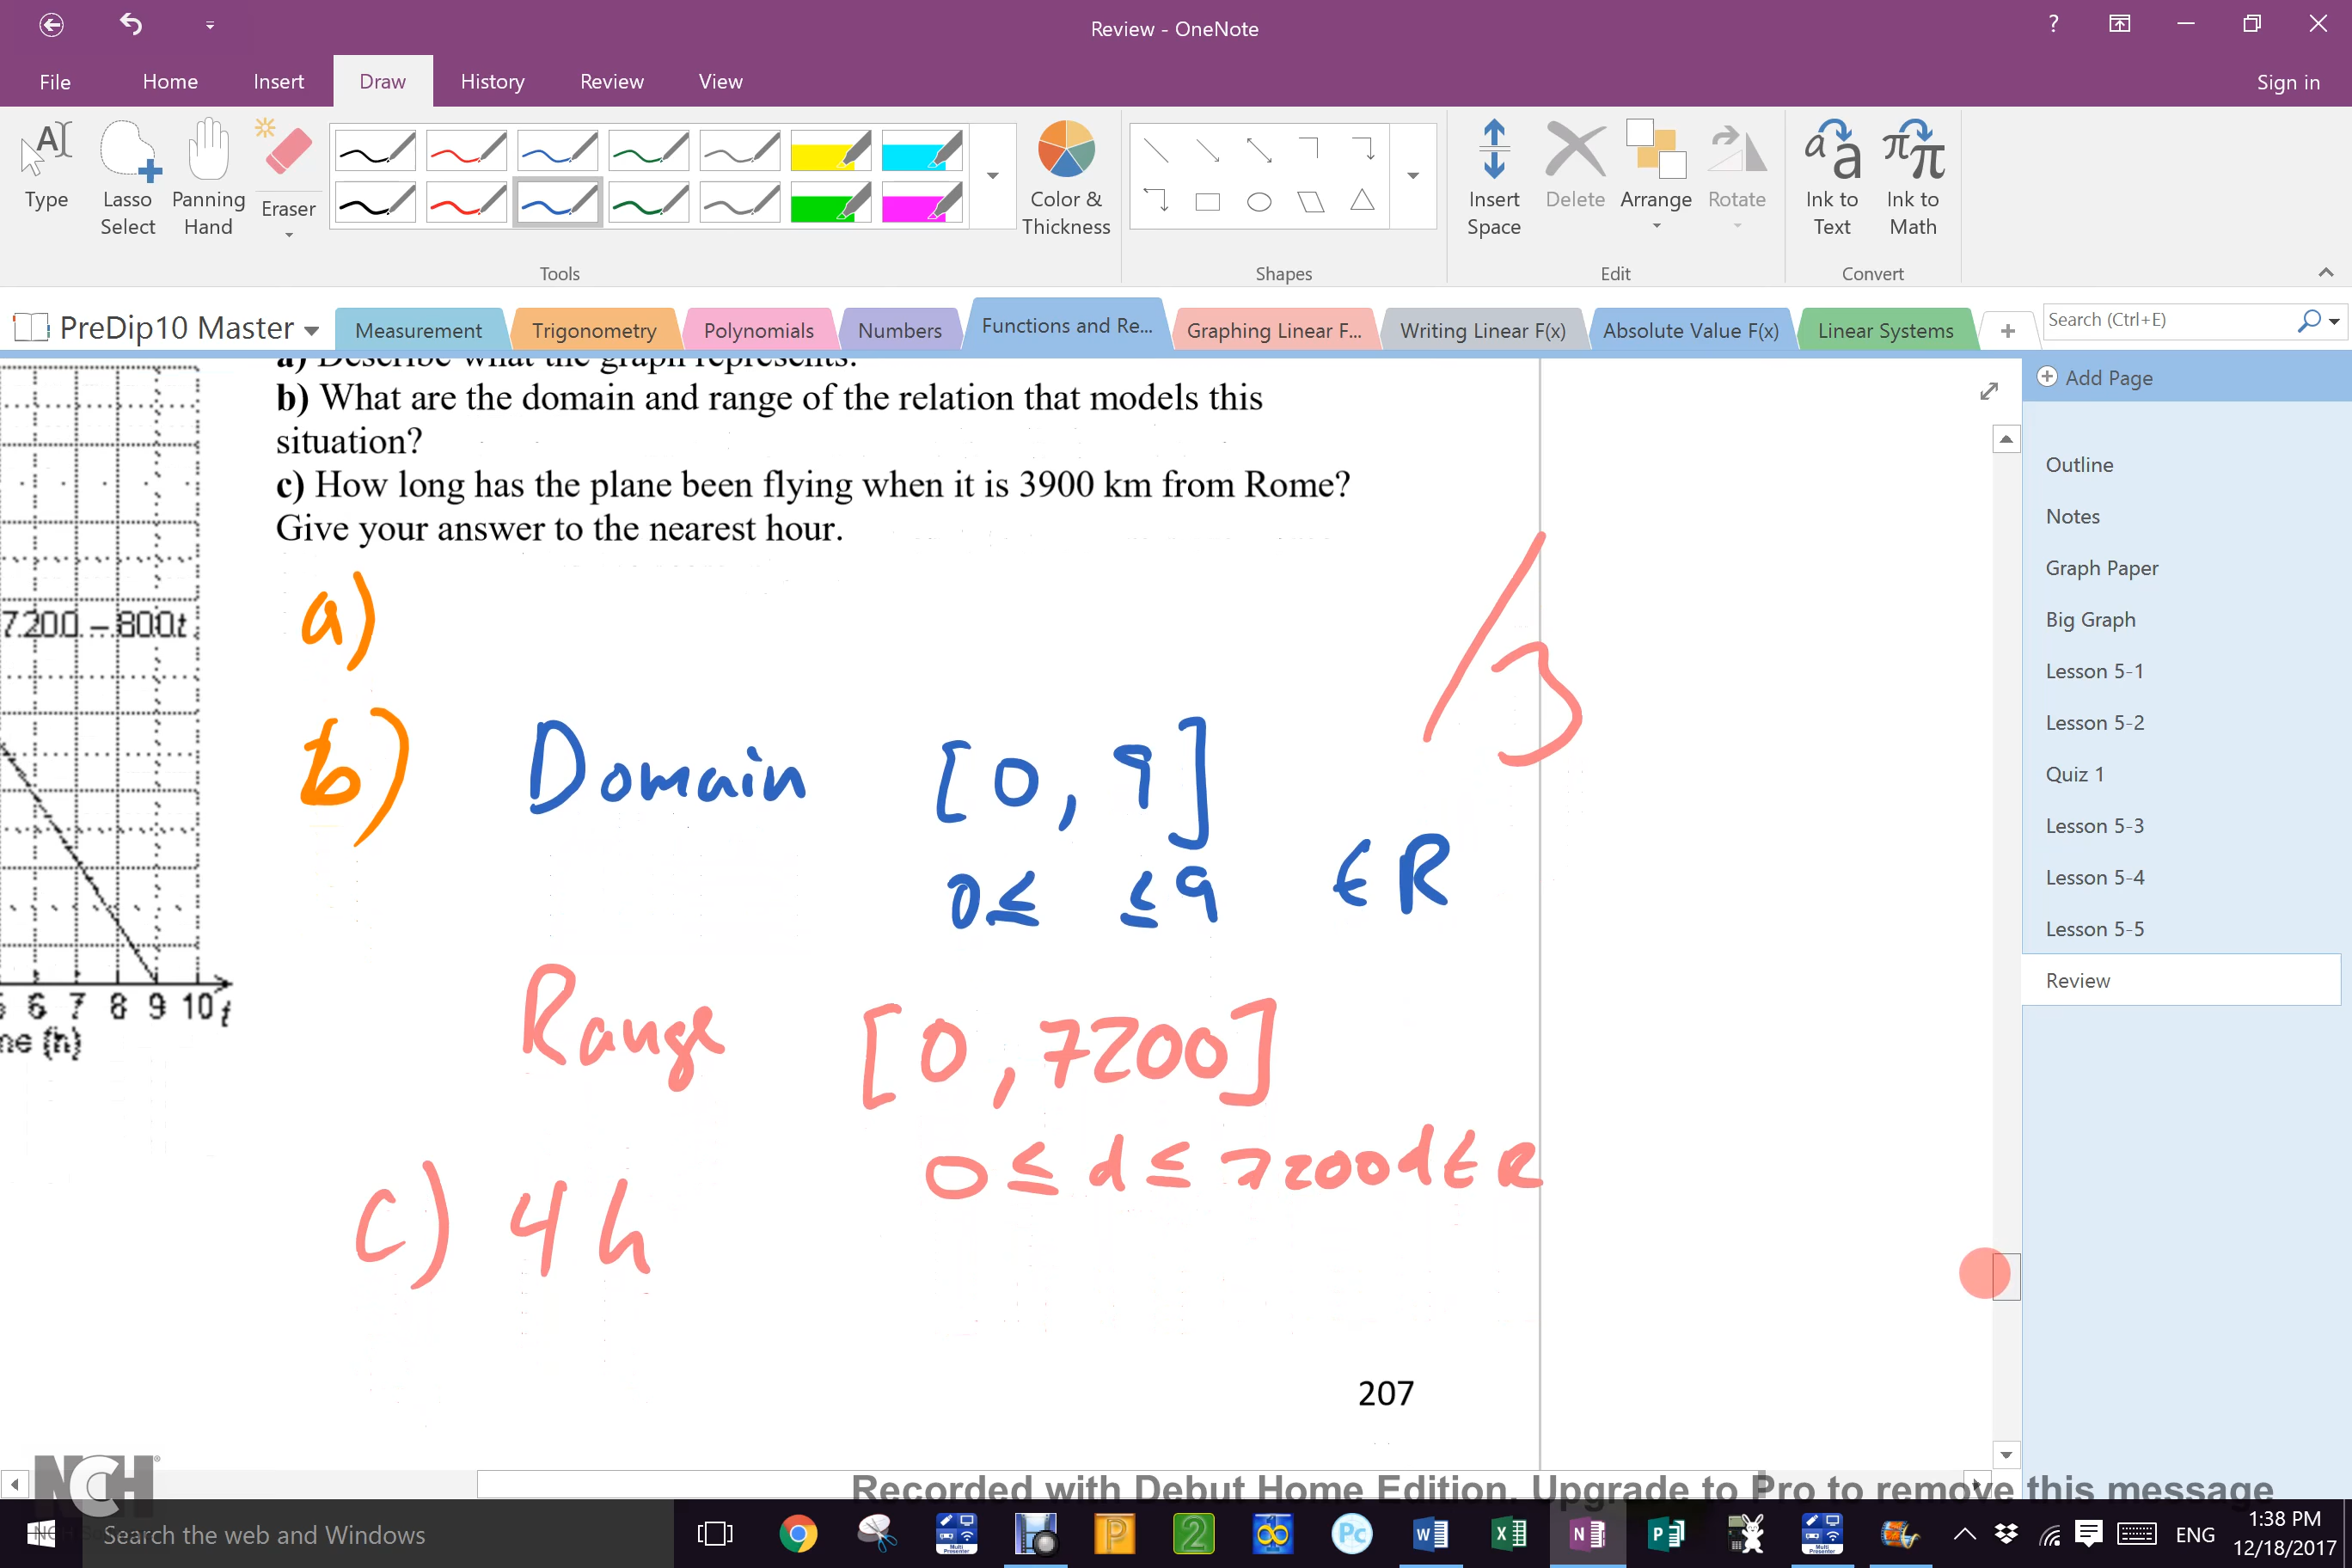 Review - OneNote
?
File Home Insert Draw History Review View Sign in
Type
Lasso Select
Panning Hand
Eraser
Color & Thickness
Insert Space
Delete
Arrange
Rotate
Ink to Text
Ink to Math
Tools Shapes Edit Convert
PreDip10 Master Measurement Trigonometry Polynomials Numbers Functions and Re... Graphing Linear F... Writing Linear F(x) Absolute Value F(x) Linear Systems + Search (Ctrl+E)
Add Page
Outline
Notes
Graph Paper
Big Graph
Lesson 5-1
Lesson 5-2
Quiz 1
Lesson 5-3
Lesson 5-4
Lesson 5-5
Review
a) Describe what the graph represents.
b) What are the domain and range of the relation that models this
situation?
c) How long has the plane been flying when it is 3900 km from Rome?
Give your answer to the nearest hour.
7200 – 800t
6 7 8 9 10 t
(h)
a)
/3
b) Domain [0, 9]
0 ≤ ≤ 9 ∈ R
Range [0, 7200]
0 ≤ d ≤ 7200 d ∈ R
c) 4 h
207
NCH
Recorded with Debut Home Edition. Upgrade to Pro to remove this message
Search the web and Windows
ENG
1:38 PM
12/18/2017